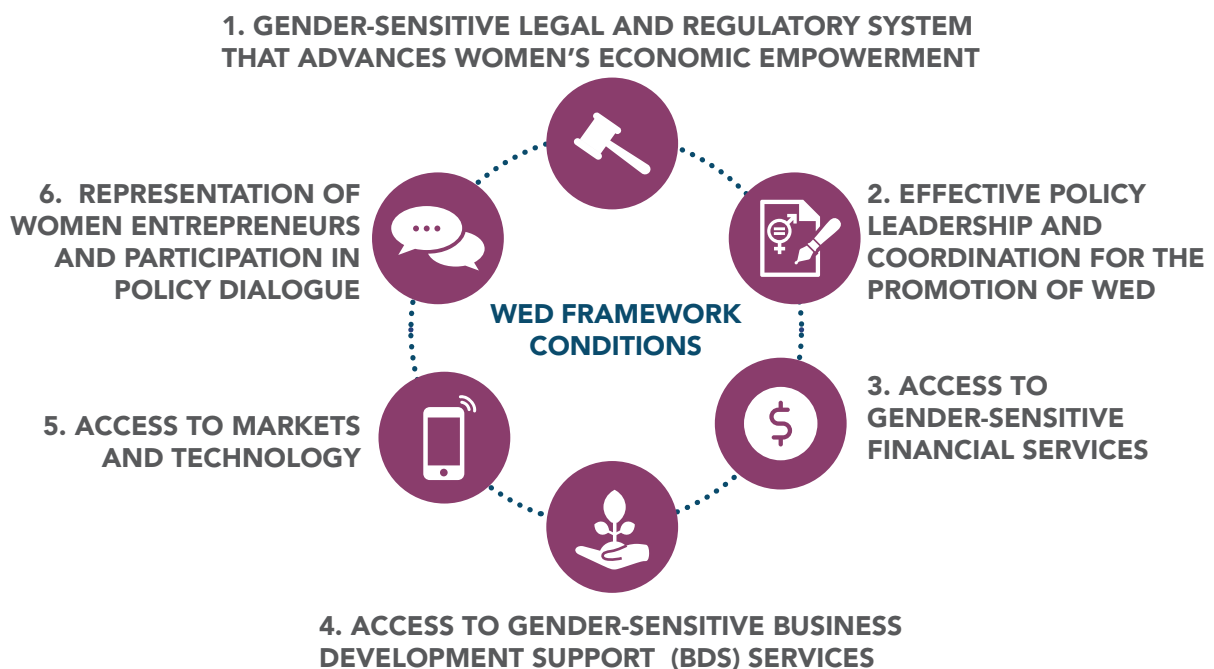 1. GENDER-SENSITIVE LEGAL AND REGULATORY SYSTEM
THAT ADVANCES WOMEN'S ECONOMIC EMPOWERMENT
2. EFFECTIVE POLICY
LEADERSHIP AND
COORDINATION FOR THE
PROMOTION OF WED
3. ACCESS TO
GENDER-SENSITIVE
FINANCIAL SERVICES
4. ACCESS TO GENDER-SENSITIVE BUSINESS
DEVELOPMENT SUPPORT (BDS) SERVICES
5. ACCESS TO MARKETS
AND TECHNOLOGY
6. REPRESENTATION OF
WOMEN ENTREPRENEURS
AND PARTICIPATION IN
POLICY DIALOGUE
WED FRAMEWORK
CONDITIONS
$